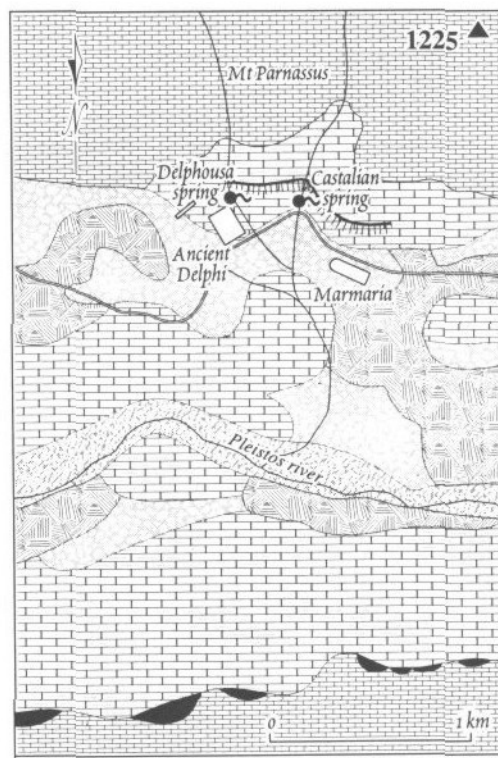 1225
Mt Parnassus
N
Delphousa
spring
Castalian
spring
Ancient
Delphi
Marmaria
Pleistos river
0
1 km